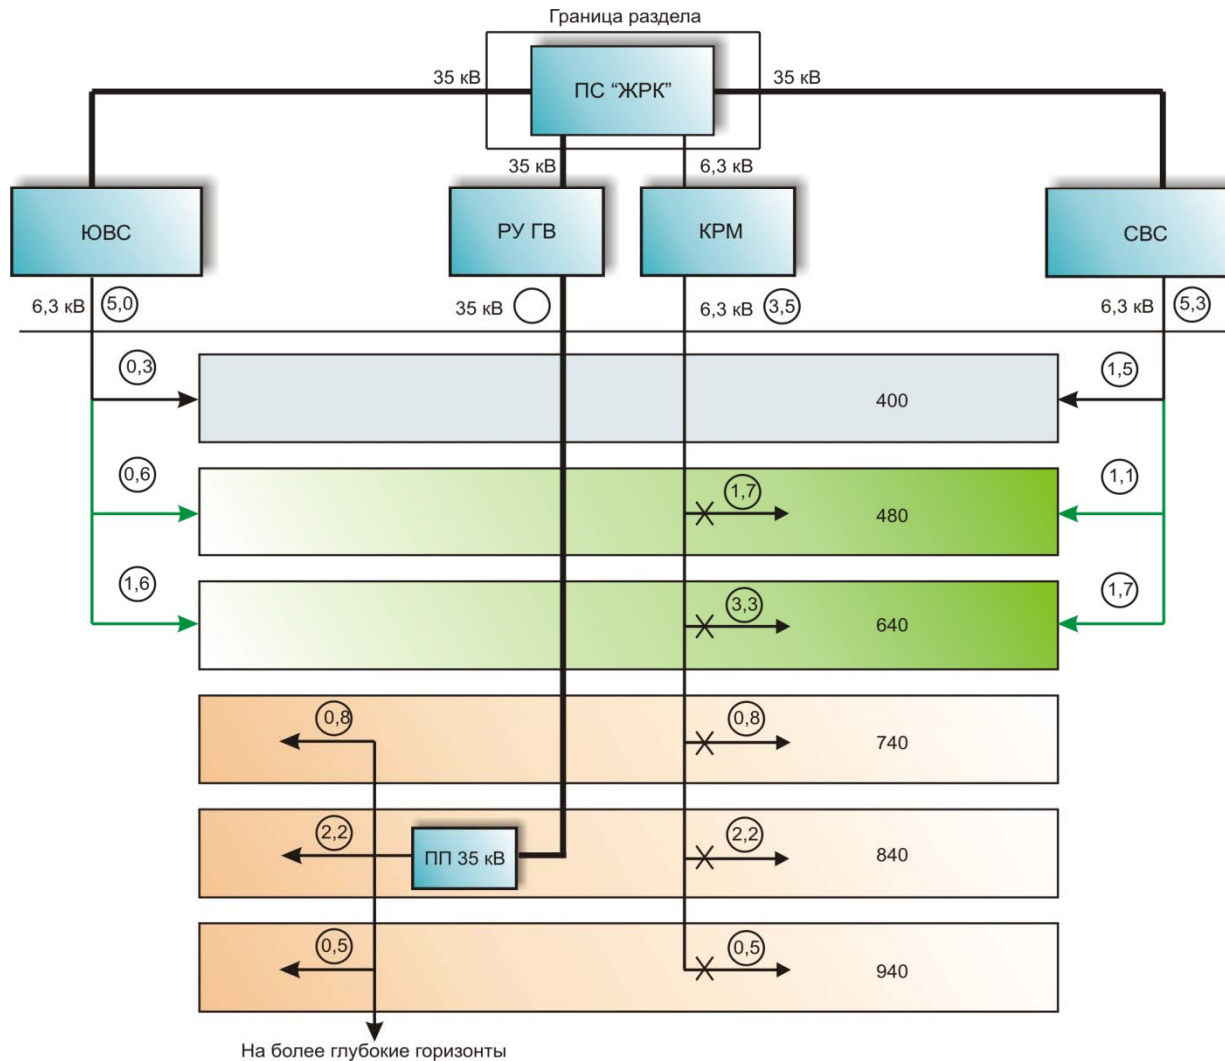 Граница раздела
35 кВ
ПС “ЖРК”
35 кВ
35 кВ
6,3 кВ
ЮВС
РУ ГВ
КРМ
СВС
6,3 кВ
5,0
35 кВ
6,3 кВ
3,5
6,3 кВ
5,3
0,3
1,5
400
0,6
1,7
1,1
480
1,6
3,3
1,7
640
0,8
0,8
740
2,2
ПП 35 кВ
2,2
840
0,5
0,5
940
На более глубокие горизонты